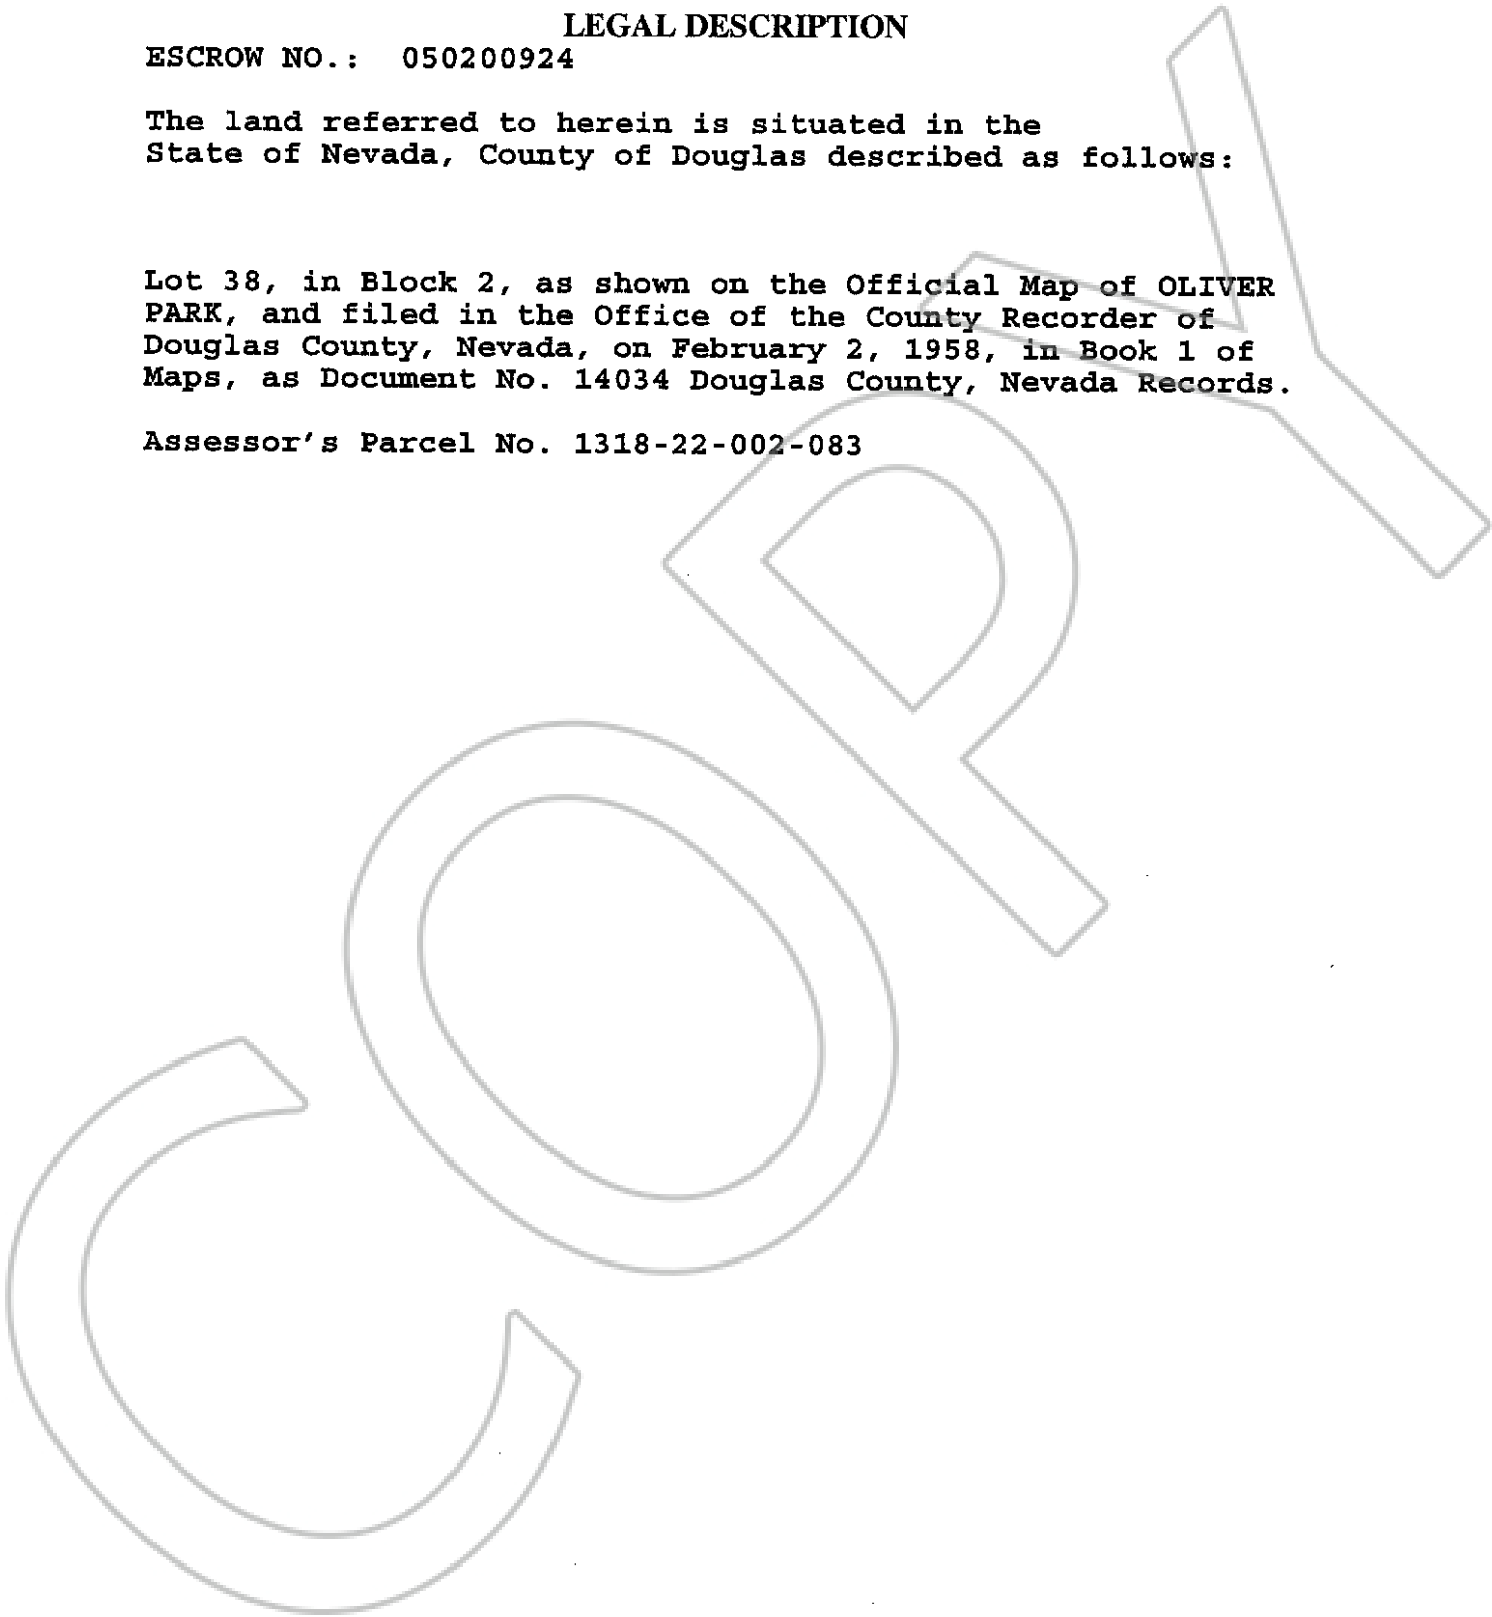 LEGAL DESCRIPTION
ESCROW NO.: 050200924
The land referred to herein is situated in the
State of Nevada, County of Douglas described as follows:
Lot 38, in Block 2, as shown on the Official Map of OLIVER
PARK, and filed in the Office of the County Recorder of
Douglas County, Nevada, on February 2, 1958, in Book 1 of
Maps, as Document No. 14034 Douglas County, Nevada Records.
Assessor's Parcel No. 1318-22-002-083
COPY